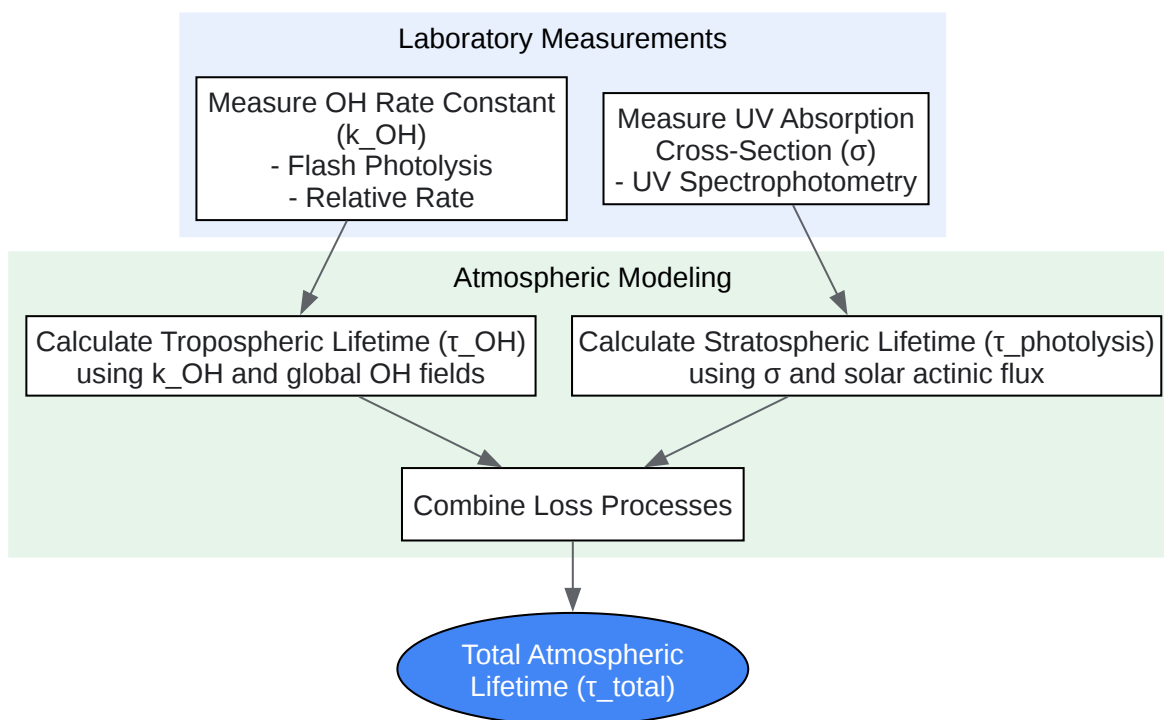 Laboratory Measurements
Measure OH Rate Constant
(k_OH)
- Flash Photolysis
- Relative Rate
Measure UV Absorption
Cross-Section (σ)
- UV Spectrophotometry
Atmospheric Modeling
Calculate Tropospheric Lifetime (τ_OH)
using k_OH and global OH fields
Calculate Stratospheric Lifetime (τ_photolysis)
using σ and solar actinic flux
Combine Loss Processes
Total Atmospheric
Lifetime (τ_total)